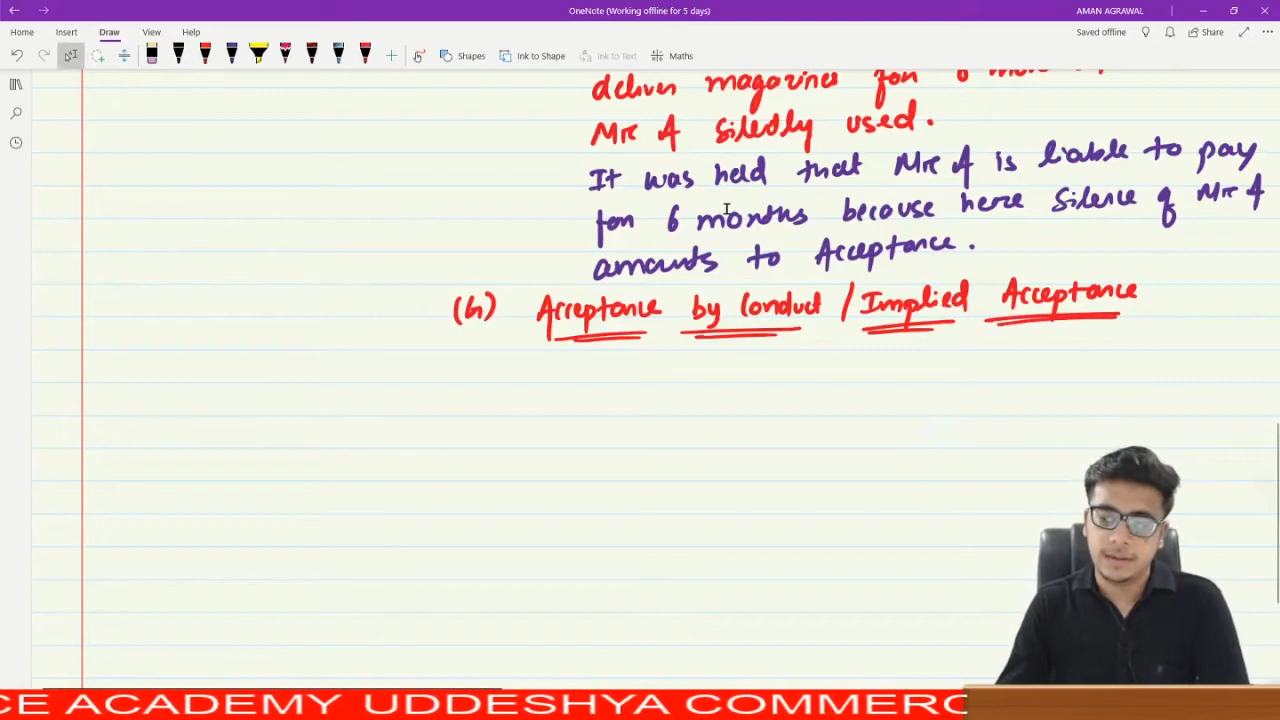 OneNote (Working offline for 5 days)
AMAN AGRAWAL
Home Insert Draw View Help
Saved offline Share
Shapes Ink to Shape Ink to Text Maths
deliver magazines for 6
Mr A Silently used.
It was held that Mr A is liable to pay
for 6 months because here Silence of Mr A
amounts to Acceptance.
(h) Acceptance by Conduct / Implied Acceptance
CE ACADEMY UDDESHYA COMMERC